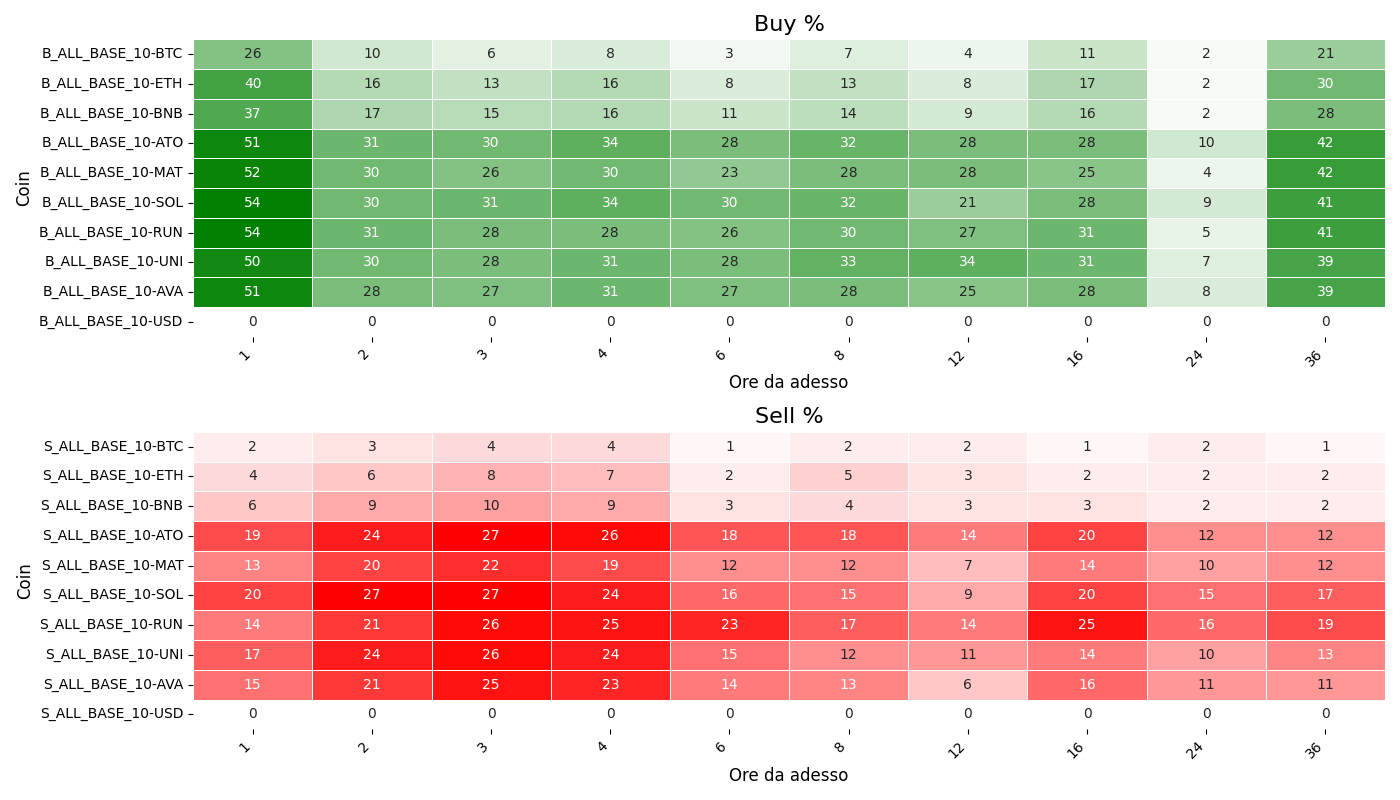 Buy %
Coin
B_ALL_BASE_10-BTC 26 10 6 8 3 7 4 11 2 21
B_ALL_BASE_10-ETH 40 16 13 16 8 13 8 17 2 30
B_ALL_BASE_10-BNB 37 17 15 16 11 14 9 16 2 28
B_ALL_BASE_10-ATO 51 31 30 34 28 32 28 28 10 42
B_ALL_BASE_10-MAT 52 30 26 30 23 28 28 25 4 42
B_ALL_BASE_10-SOL 54 30 31 34 30 32 21 28 9 41
B_ALL_BASE_10-RUN 54 31 28 28 26 30 27 31 5 41
B_ALL_BASE_10-UNI 50 30 28 31 28 33 34 31 7 39
B_ALL_BASE_10-AVA 51 28 27 31 27 28 25 28 8 39
B_ALL_BASE_10-USD 0 0 0 0 0 0 0 0 0 0
1 2 3 4 6 8 12 16 24 36
Ore da adesso
Sell %
Coin
S_ALL_BASE_10-BTC 2 3 4 4 1 2 2 1 2 1
S_ALL_BASE_10-ETH 4 6 8 7 2 5 3 2 2 2
S_ALL_BASE_10-BNB 6 9 10 9 3 4 3 3 2 2
S_ALL_BASE_10-ATO 19 24 27 26 18 18 14 20 12 12
S_ALL_BASE_10-MAT 13 20 22 19 12 12 7 14 10 12
S_ALL_BASE_10-SOL 20 27 27 24 16 15 9 20 15 17
S_ALL_BASE_10-RUN 14 21 26 25 23 17 14 25 16 19
S_ALL_BASE_10-UNI 17 24 26 24 15 12 11 14 10 13
S_ALL_BASE_10-AVA 15 21 25 23 14 13 6 16 11 11
S_ALL_BASE_10-USD 0 0 0 0 0 0 0 0 0 0
1 2 3 4 6 8 12 16 24 36
Ore da adesso